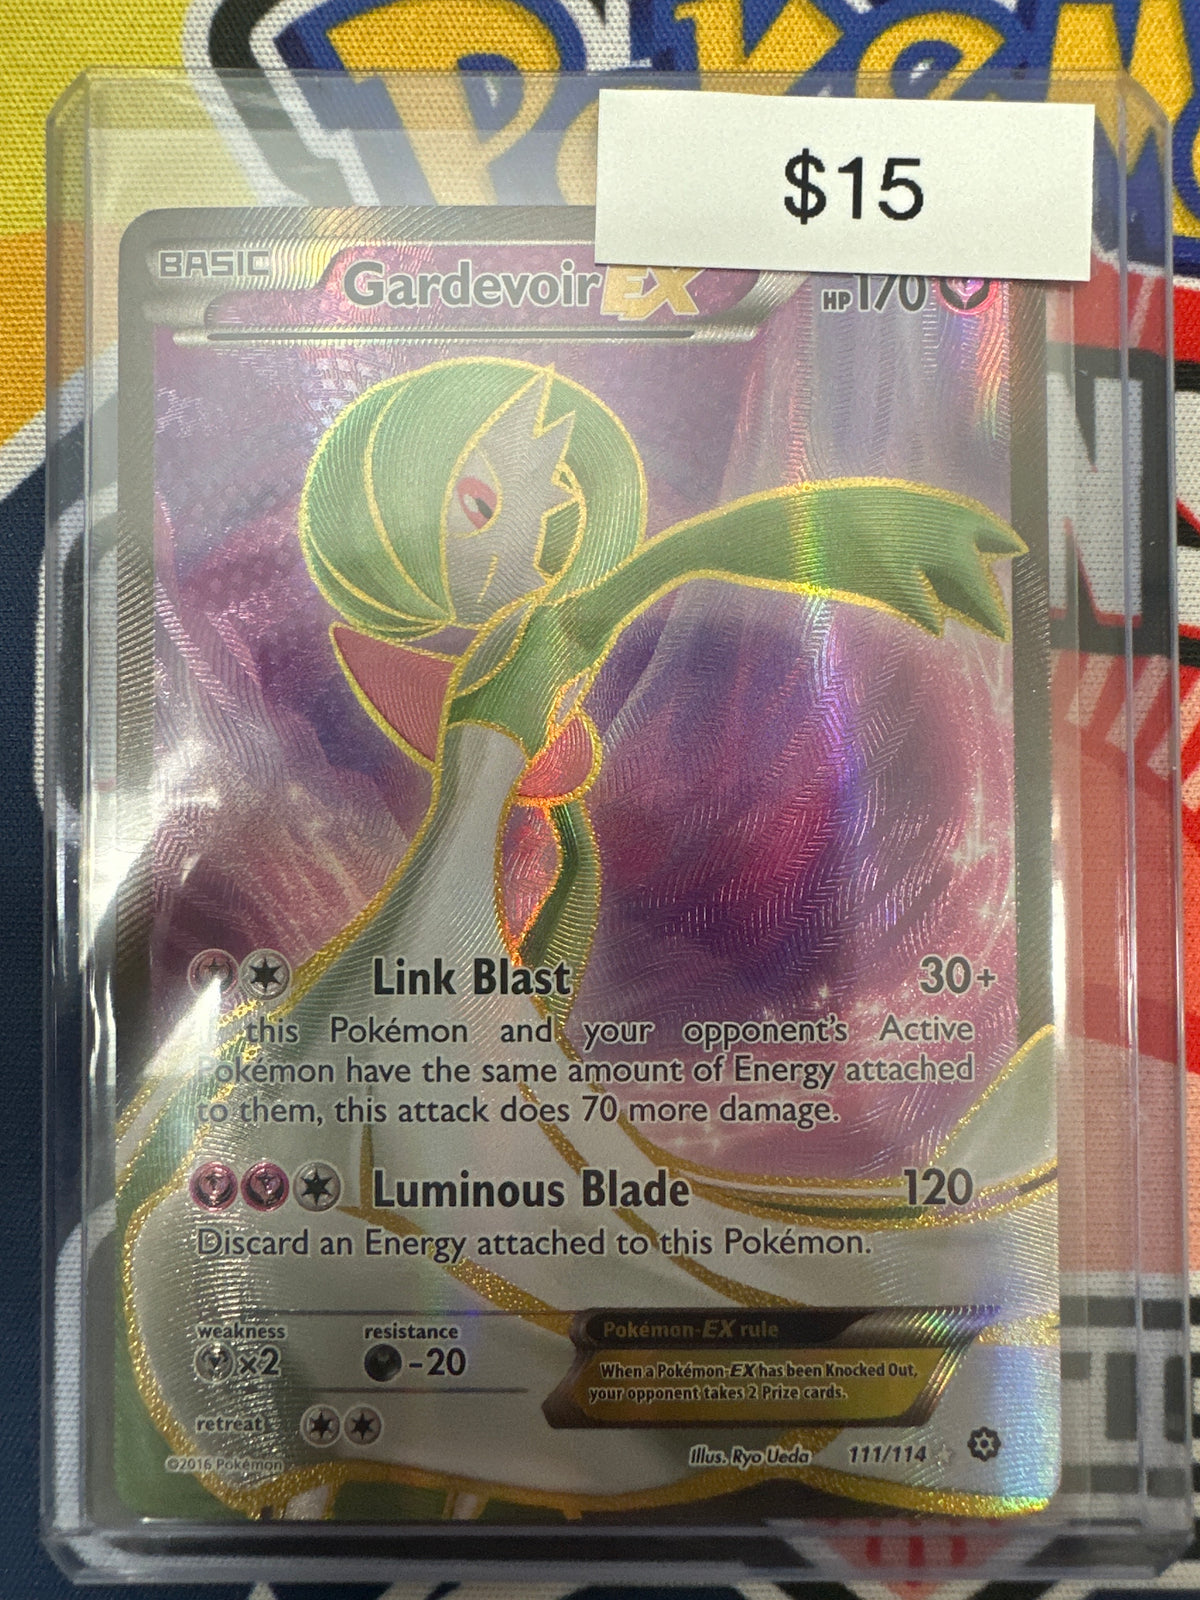 $15
BASIC
Gardevoir EX
HP 170
Link Blast 30+
this Pokémon and your opponent's Active
Pokémon have the same amount of Energy attached
to them, this attack does 70 more damage.
Luminous Blade 120
Discard an Energy attached to this Pokémon.
weakness
×2
resistance
-20
retreat
Pokémon-EX rule
When a Pokémon-EX has been Knocked Out,
your opponent takes 2 Prize cards.
©2016 Pokémon
Illus. Ryo Ueda
111/114